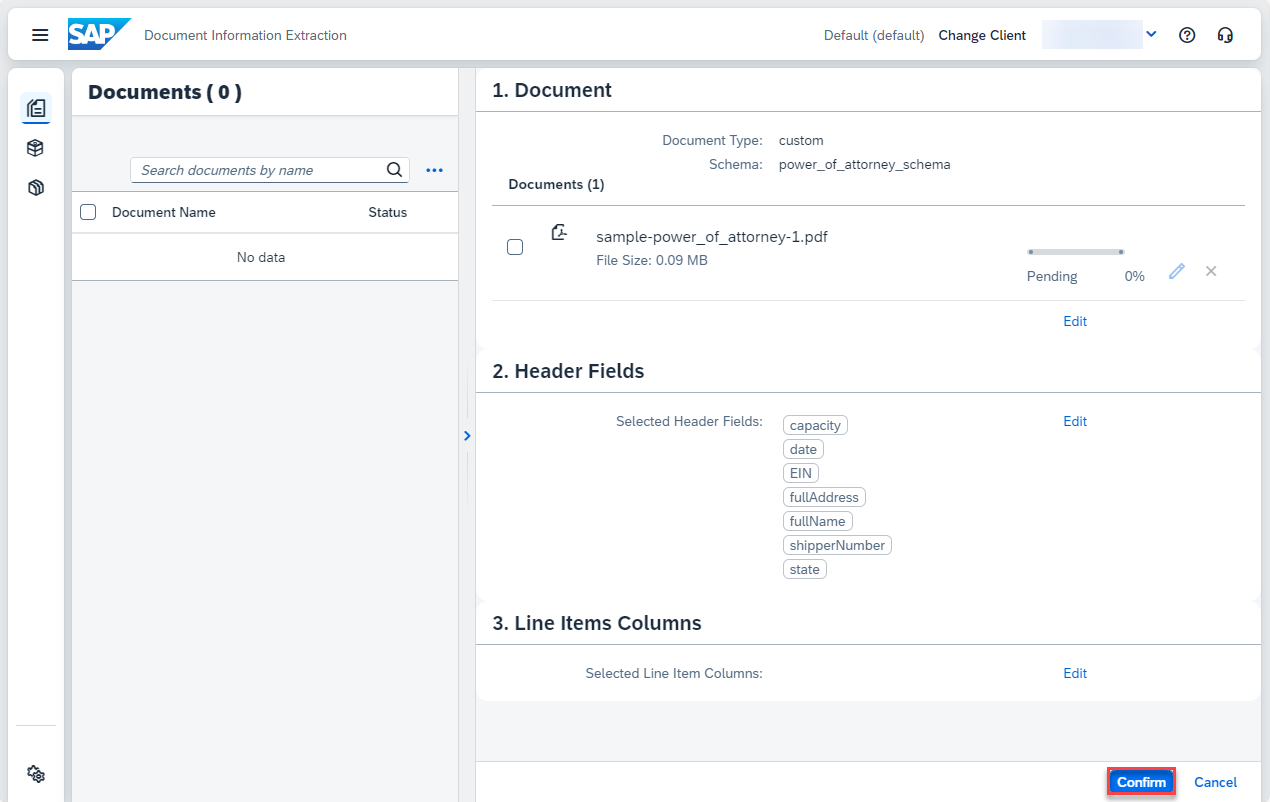 SAP Document Information Extraction Default (default) Change Client
Documents ( 0 )
Search documents by name
Document Name Status
No data
1. Document
Document Type: custom
Schema: power_of_attorney_schema
Documents (1)
sample-power_of_attorney-1.pdf
File Size: 0.09 MB
Pending 0%
Edit
2. Header Fields
Selected Header Fields: Edit
capacity
date
EIN
fullAddress
fullName
shipperNumber
state
3. Line Items Columns
Selected Line Item Columns: Edit
Confirm Cancel